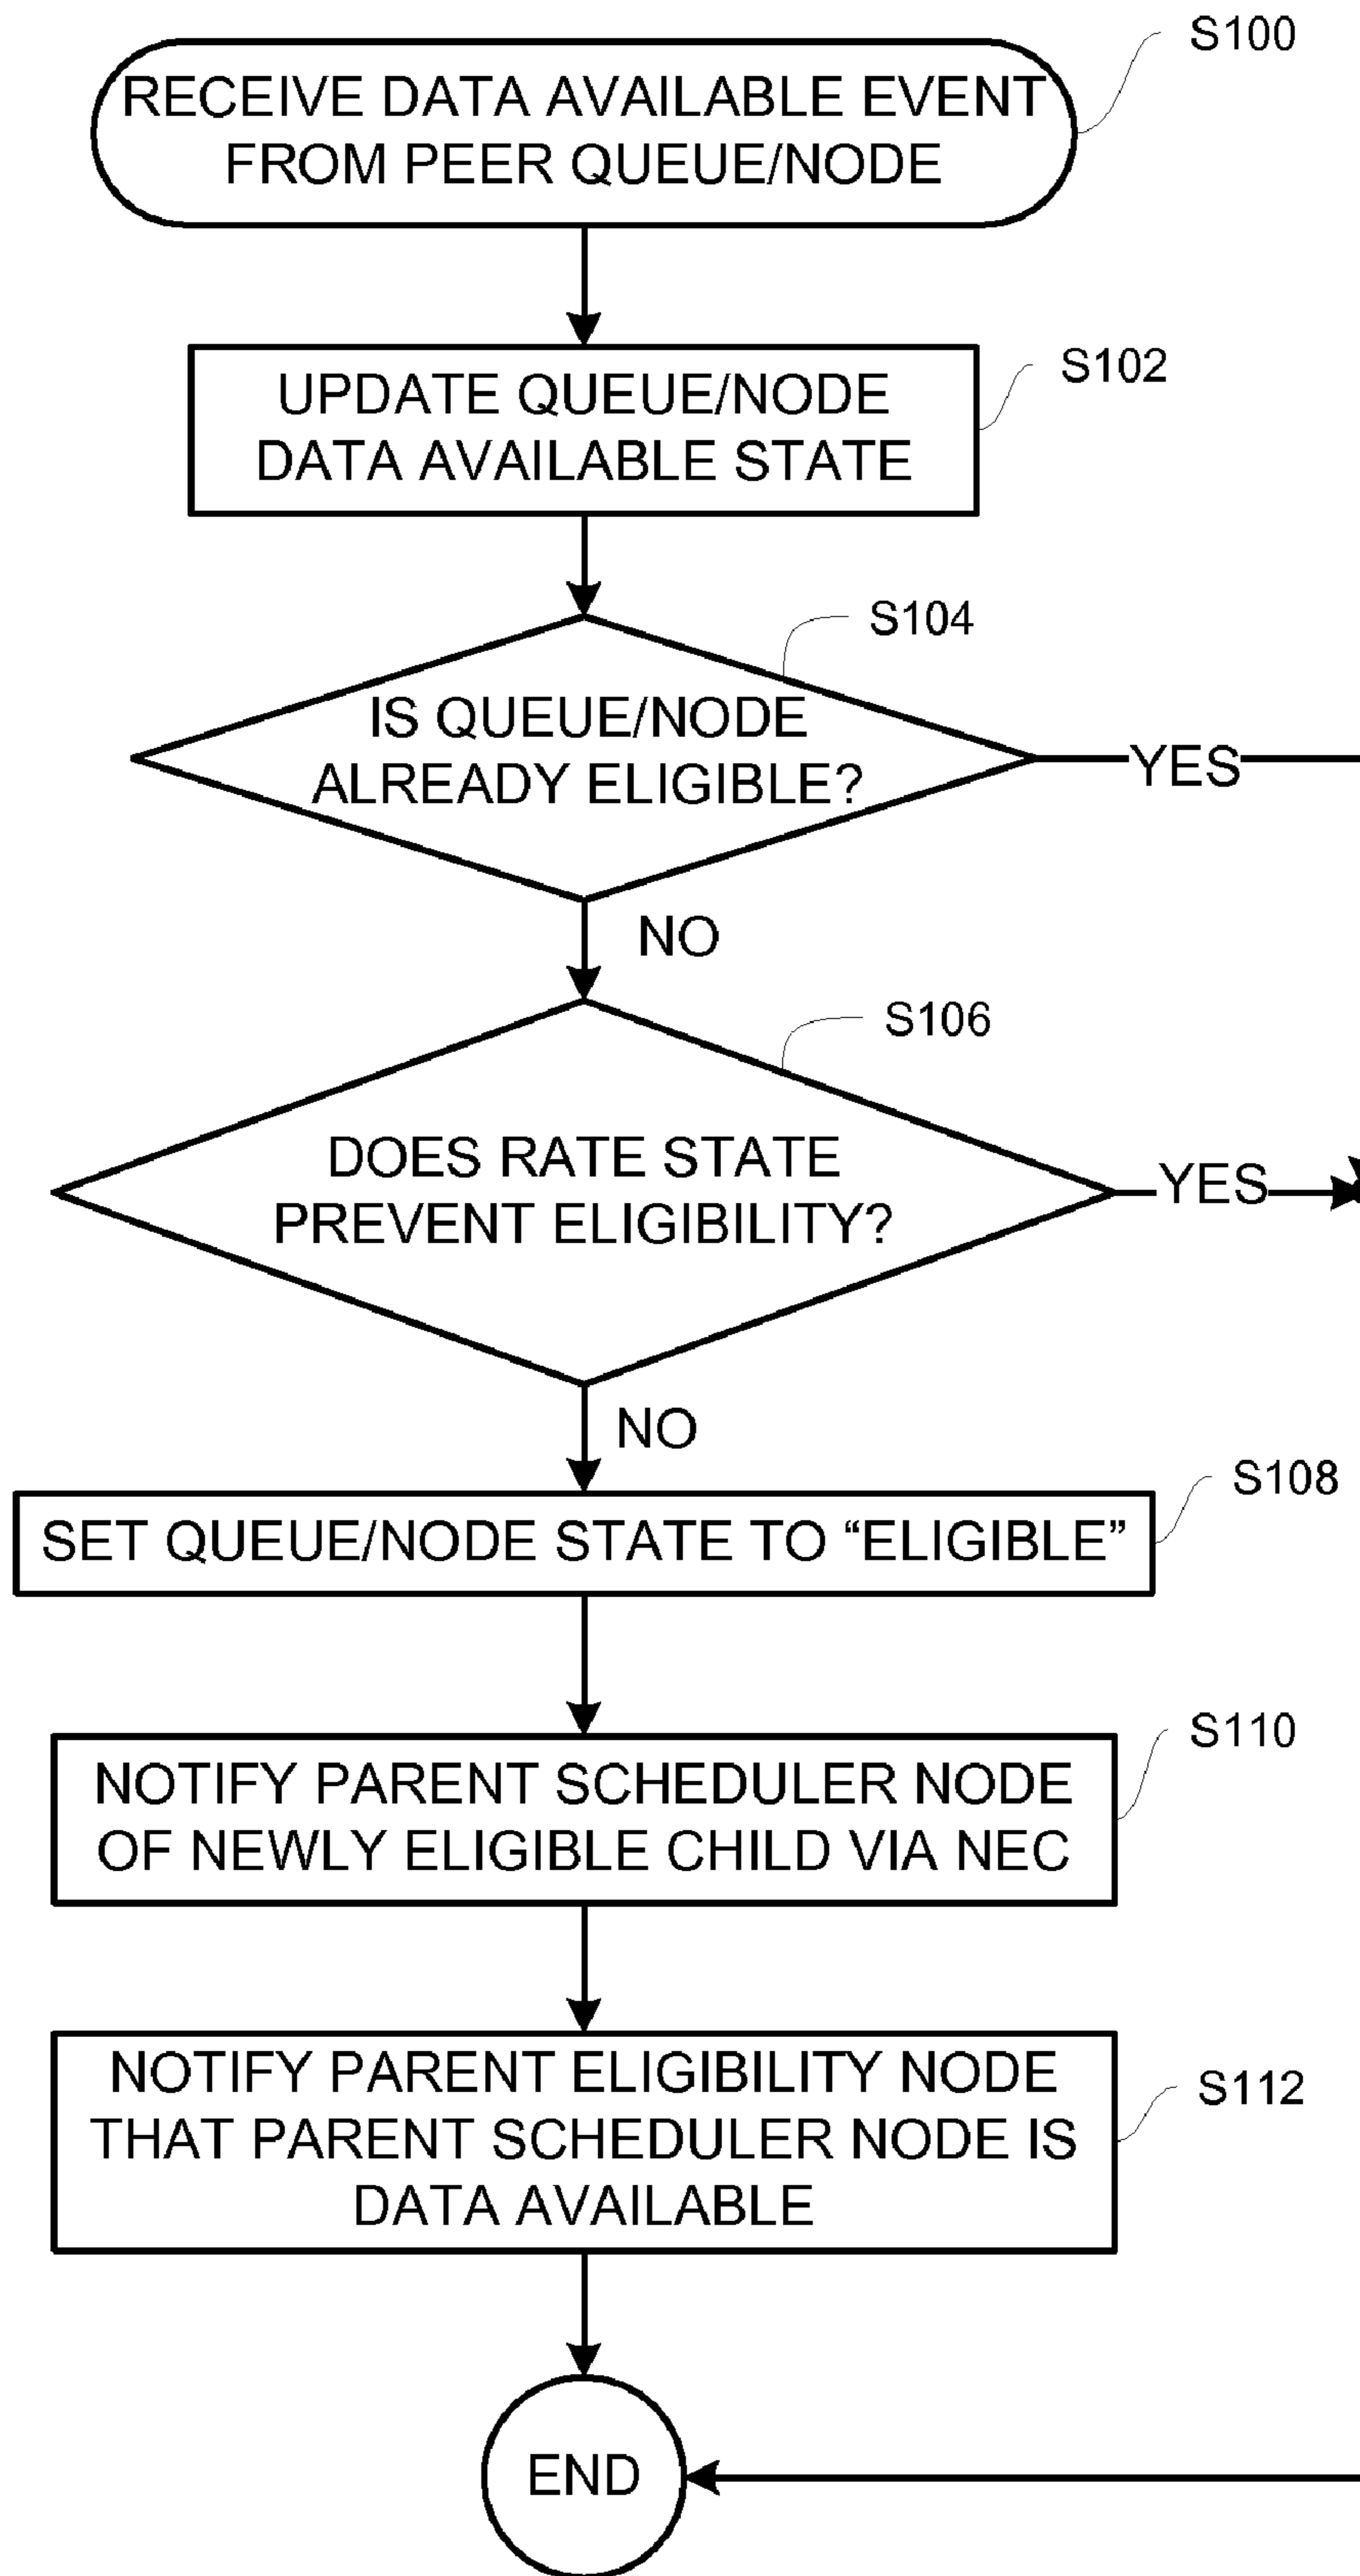 S100
RECEIVE DATA AVAILABLE EVENT
FROM PEER QUEUE/NODE
S102
UPDATE QUEUE/NODE
DATA AVAILABLE STATE
S104
IS QUEUE/NODE
ALREADY ELIGIBLE?
YES
NO
S106
DOES RATE STATE
PREVENT ELIGIBILITY?
YES
NO
S108
SET QUEUE/NODE STATE TO “ELIGIBLE”
S110
NOTIFY PARENT SCHEDULER NODE
OF NEWLY ELIGIBLE CHILD VIA NEC
S112
NOTIFY PARENT ELIGIBILITY NODE
THAT PARENT SCHEDULER NODE IS
DATA AVAILABLE
END